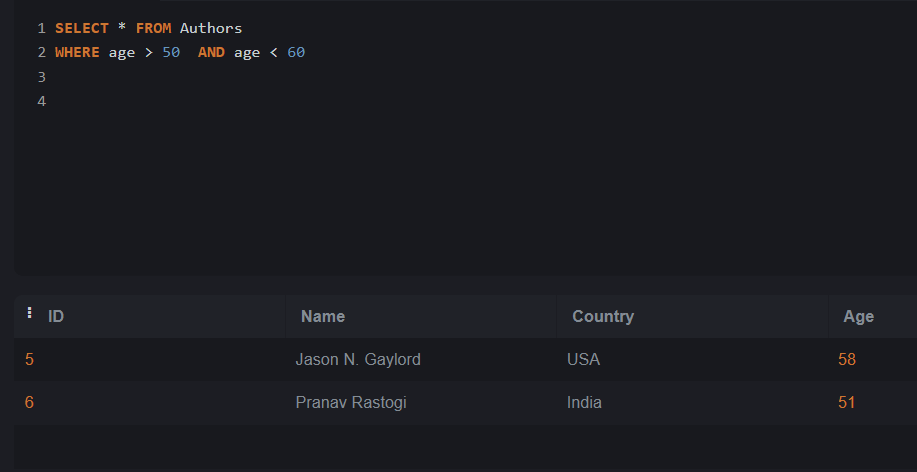 1 SELECT * FROM Authors
2 WHERE age > 50  AND age < 60
3
4
ID Name Country Age
5 Jason N. Gaylord USA 58
6 Pranav Rastogi India 51